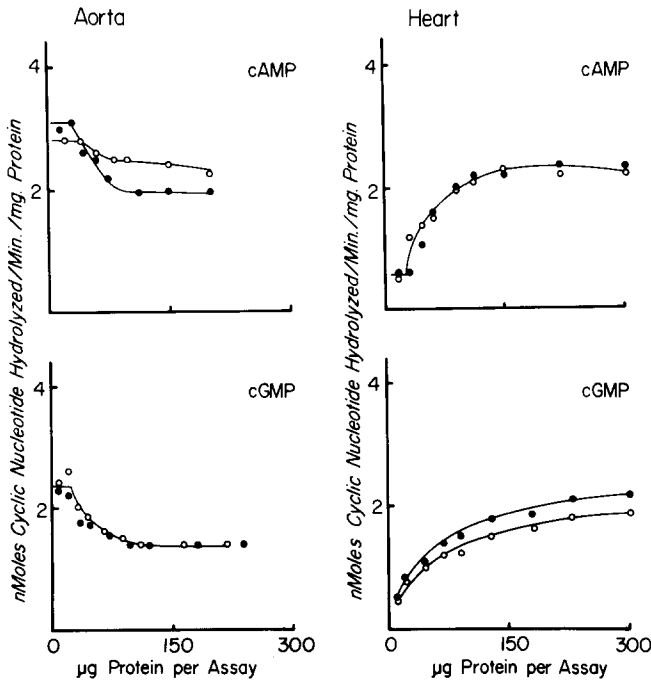 Aorta
Heart
nMoles Cyclic Nucleotide Hydrolyzed/Min./mg. Protein
4
2
cAMP
nMoles Cyclic Nucleotide Hydrolyzed/Min./mg. Protein
4
2
cAMP
4
2
cGMP
4
2
cGMP
0 150 300
0 150 300
µg Protein per Assay
µg Protein per Assay